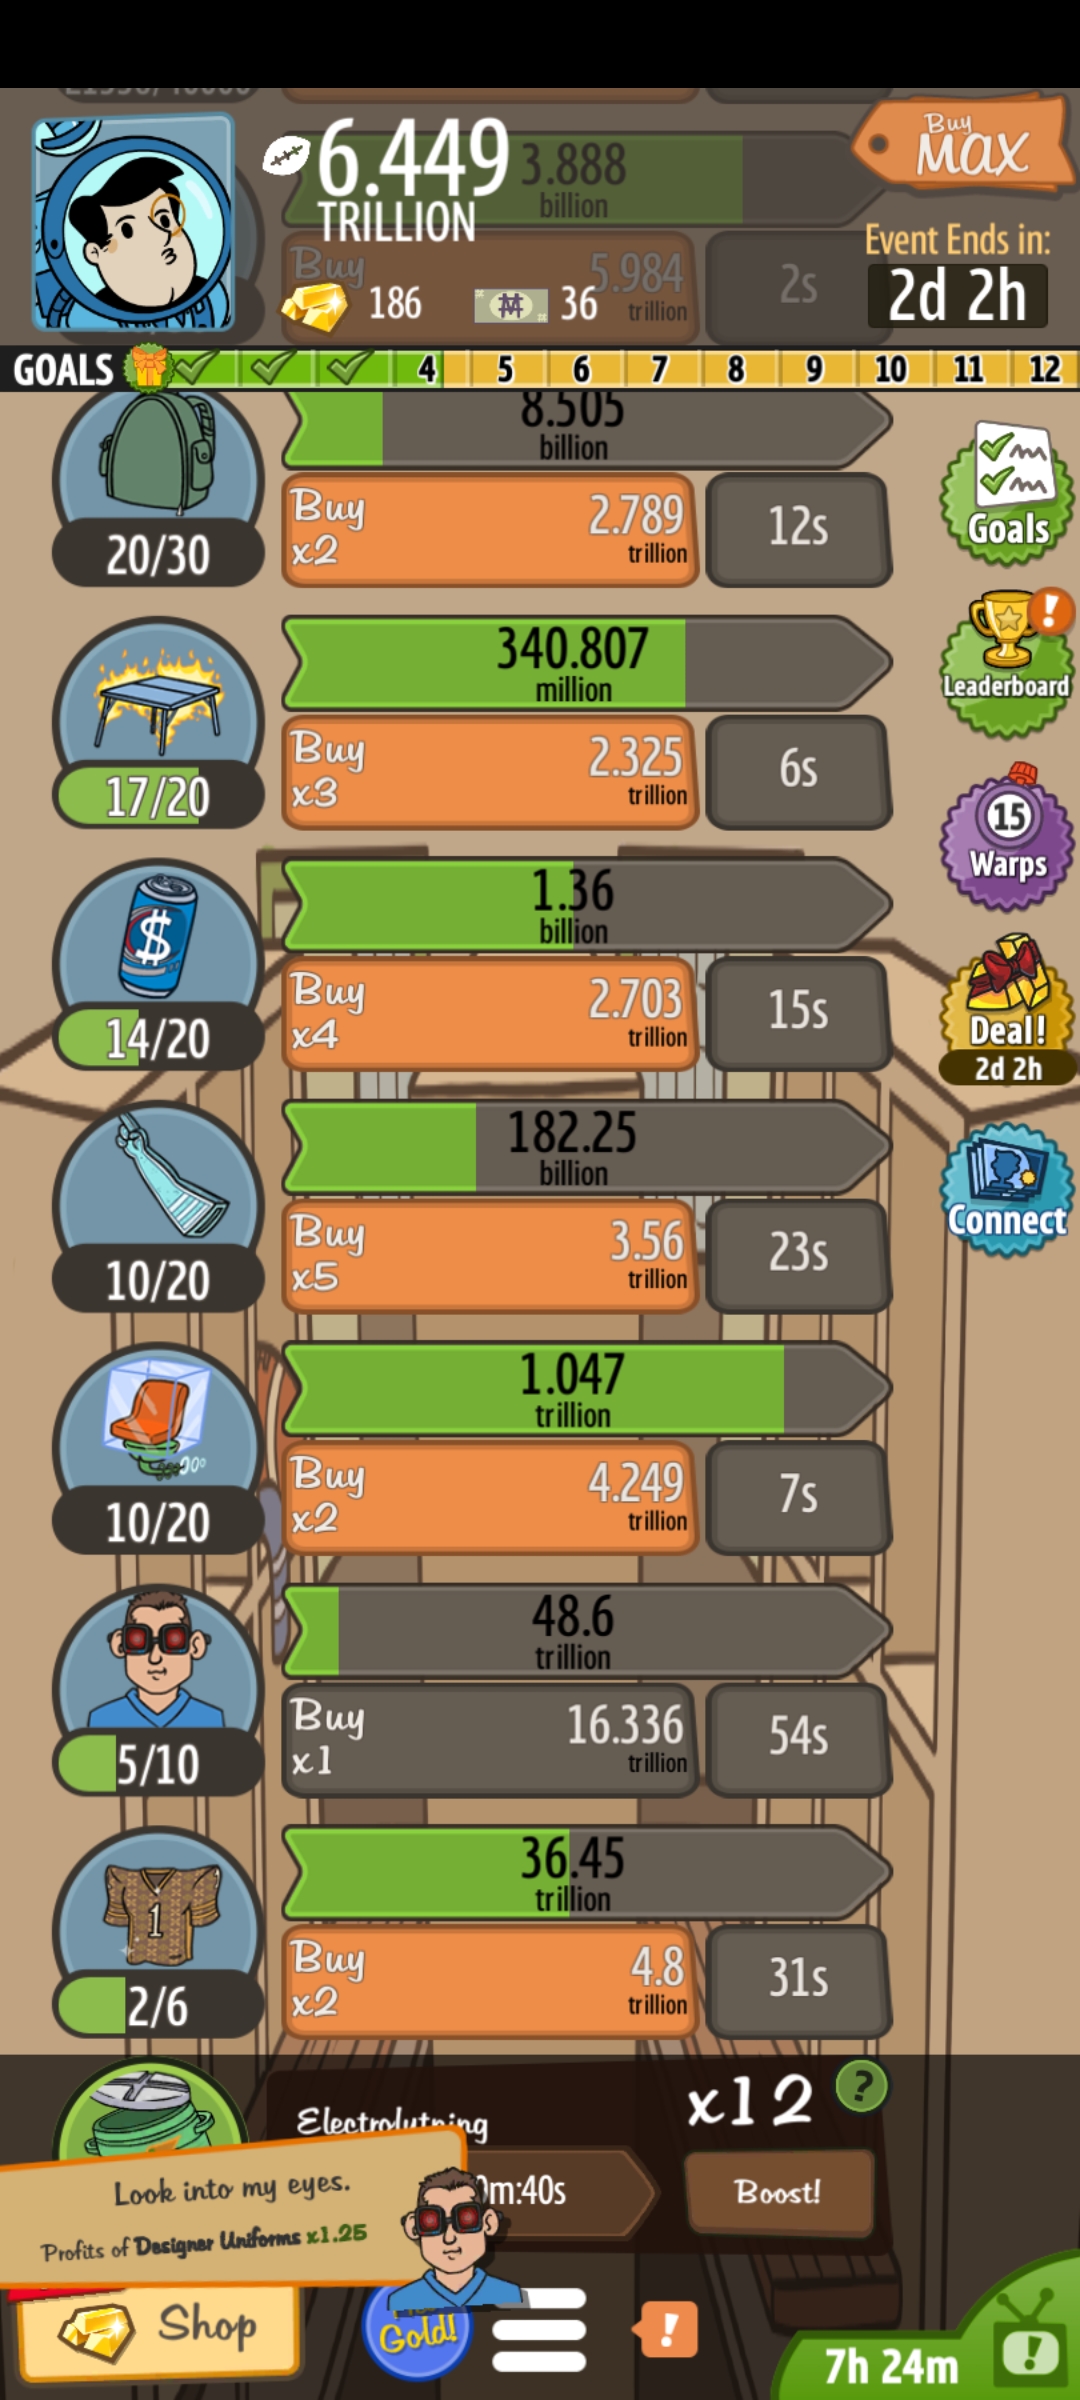 Buy
MAX
6.449
3.888
TRILLION
billion
Event Ends in:
Buy
5.984
2s
186
36
trillion
2d 2h
GOALS
4
5
6
7
8
9
10
11
12
8.505
billion
Buy
x2
2.789
trillion
12s
20/30
Goals
340.807
million
Leaderboard
Buy
x3
2.325
trillion
6s
17/20
15
Warps
1.36
billion
$
Buy
x4
2.703
trillion
15s
14/20
Deal!
2d 2h
182.25
billion
Connect
Buy
x5
3.56
trillion
23s
10/20
1.047
trillion
Buy
x2
4.249
trillion
7s
10/20
48.6
trillion
Buy
x1
16.336
trillion
54s
5/10
36.45
trillion
1
Buy
x2
4.8
trillion
31s
2/6
x12
?
0m:40s
Boost!
Look into my eyes.
Profits of Designer Uniforms x1.25
Shop
Gold!
!
7h 24m
!